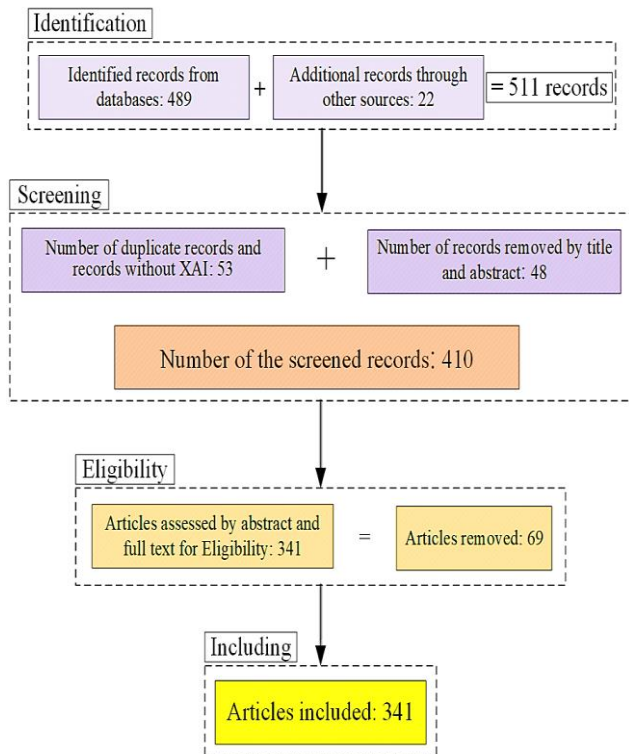 Identification
Identified records from
databases: 489
+
Additional records through
other sources: 22
= 511 records
Screening
Number of duplicate records and
records without XAI: 53
+
Number of records removed by title
and abstract: 48
Number of the screened records: 410
Eligibility
Articles assessed by abstract and
full text for Eligibility: 341
=
Articles removed: 69
Including
Articles included: 341